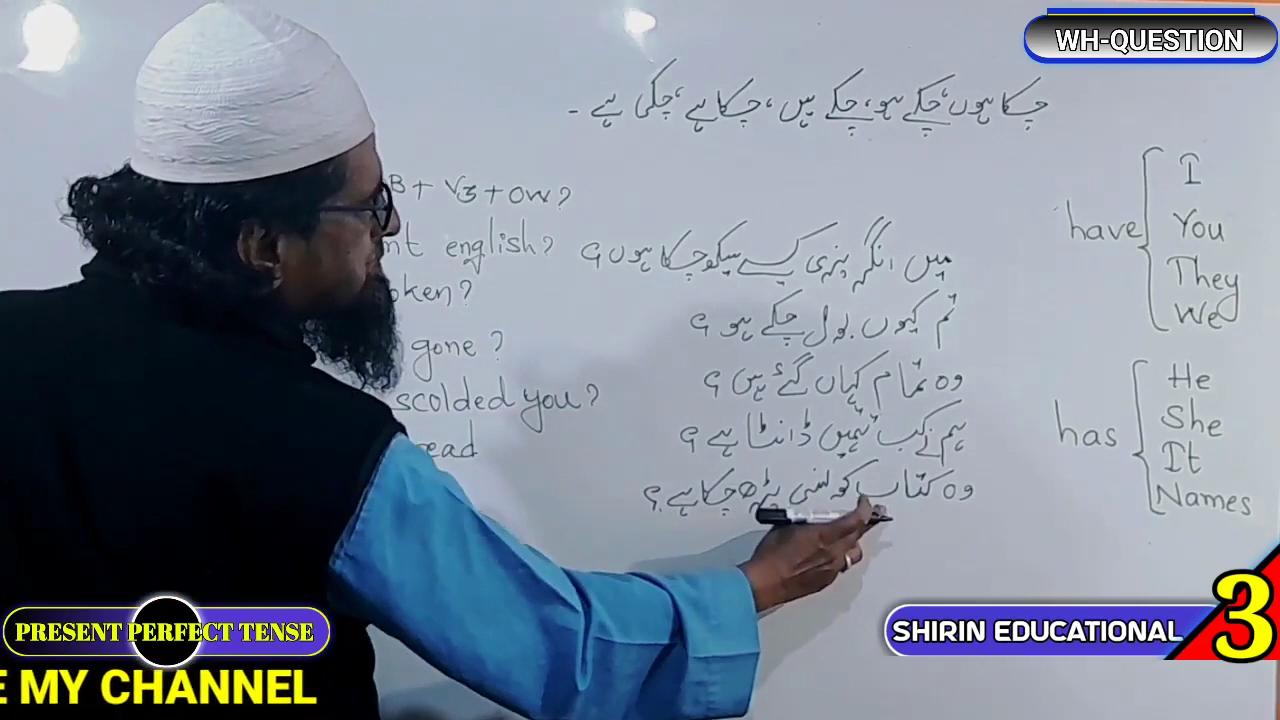 WH-QUESTION
چکا ہوں، چکے ہو، چکے ہیں، چکا ہے، چکی ہے ۔
B + V3 + OW?
nt english?
میں انگریزی کیسے سیکھ چکا ہوں؟
oken?
تم کیوں بول چکے ہو؟
gone?
وہ تمام کہاں گئے ہیں؟
scolded you?
ہم نے کب تمہیں ڈانٹا ہے؟
ead
وہ کتاب کونسی پڑھ چکا ہے؟
have
I
You
They
We
has
He
She
It
Names
PRESENT PERFECT TENSE
E MY CHANNEL
SHIRIN EDUCATIONAL
3